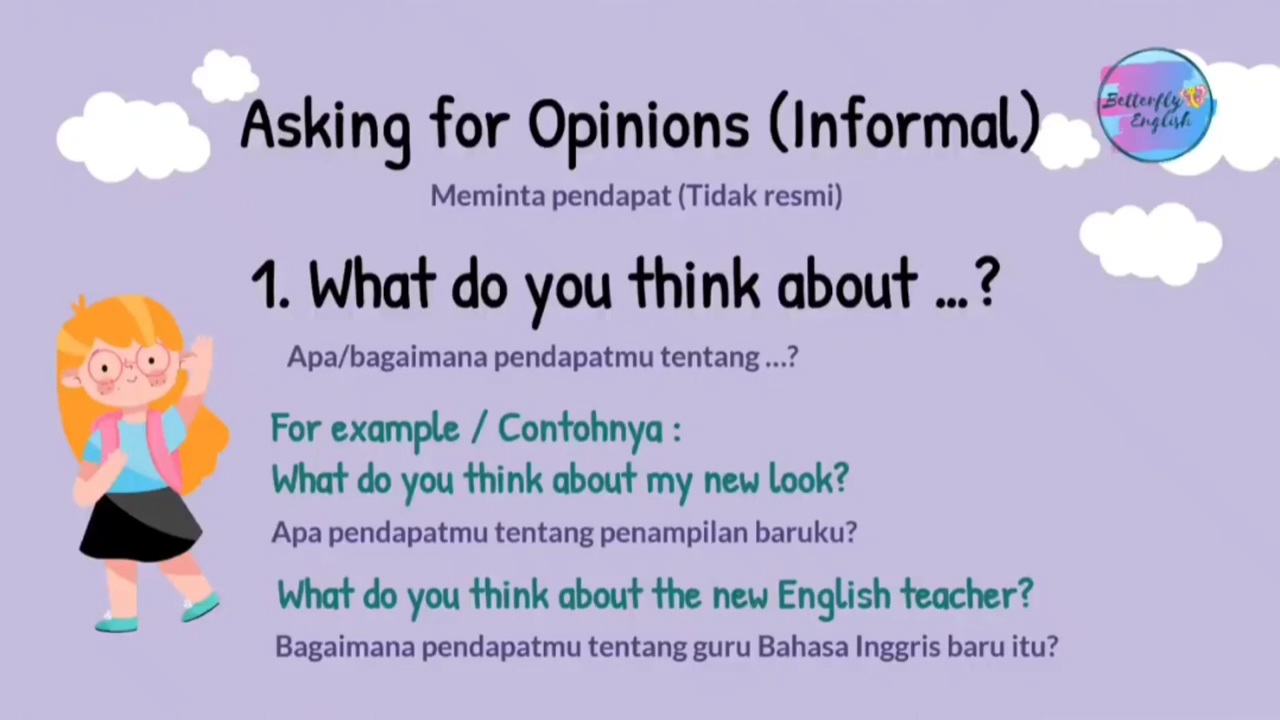 Asking for Opinions (Informal)
Betterfly
English
Meminta pendapat (Tidak resmi)
1. What do you think about ...?
Apa/bagaimana pendapatmu tentang ...?
For example / Contohnya :
What do you think about my new look?
Apa pendapatmu tentang penampilan baruku?
What do you think about the new English teacher?
Bagaimana pendapatmu tentang guru Bahasa Inggris baru itu?